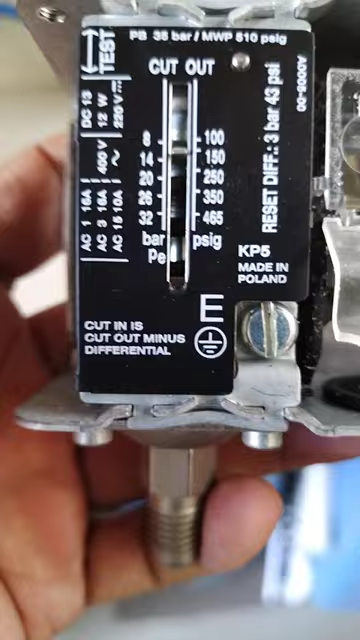 PB 35 bar / MWP 510 psig
TEST
CUT OUT
DC 13
12 W
220 V
400 V
AC 1 16A
AC 3 16A
AC 15 10A
8 100
14 150
20 200
26 350
32 465
bar psig
Pe
RESET DIFF.: 3 bar 43 psi
KP5
MADE IN
POLAND
E
CUT IN IS
CUT OUT MINUS
DIFFERENTIAL